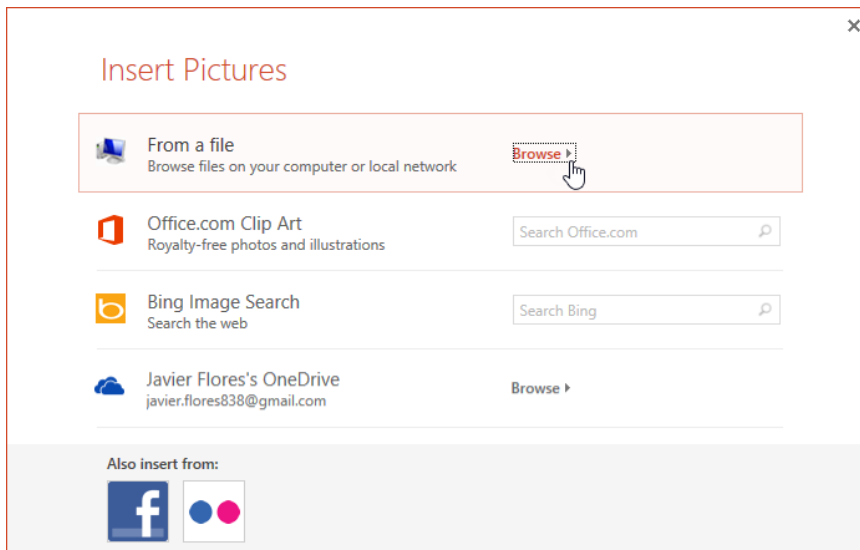 Insert Pictures
From a file
Browse files on your computer or local network
Browse
Office.com Clip Art
Royalty-free photos and illustrations
Search Office.com
Bing Image Search
Search the web
Search Bing
Javier Flores's OneDrive
javier.flores838@gmail.com
Browse
Also insert from:
f